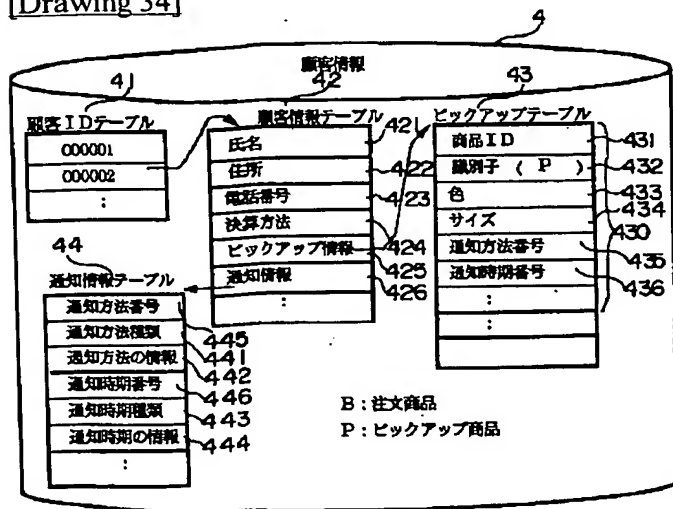 [Drawing 34]
4
顧客情報
41
42
43
顧客IDテーブル
000001
000002
:
顧客情報テーブル
氏名
住所
電話番号
決算方法
ピックアップ情報
通知情報
:
421
422
423
424
425
426
ピックアップテーブル
商品ID
識別子 ( P )
色
サイズ
通知方法番号
通知時期番号
:
:
431
432
433
434
430
435
436
44
通知情報テーブル
通知方法番号
通知方法種類
通知方法の情報
通知時期番号
通知時期種類
通知時期の情報
:
445
441
442
446
443
444
B:注文商品
P:ピックアップ商品